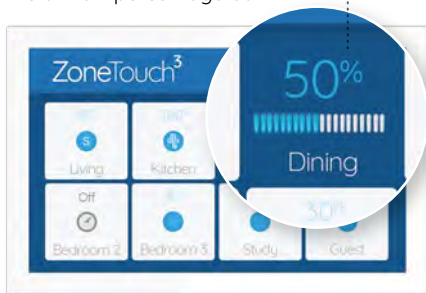 ZoneTouch³
50%
Dining
S
Living
Kitchen
Off
Bedroom 2
Bedroom 3
Study
Guest